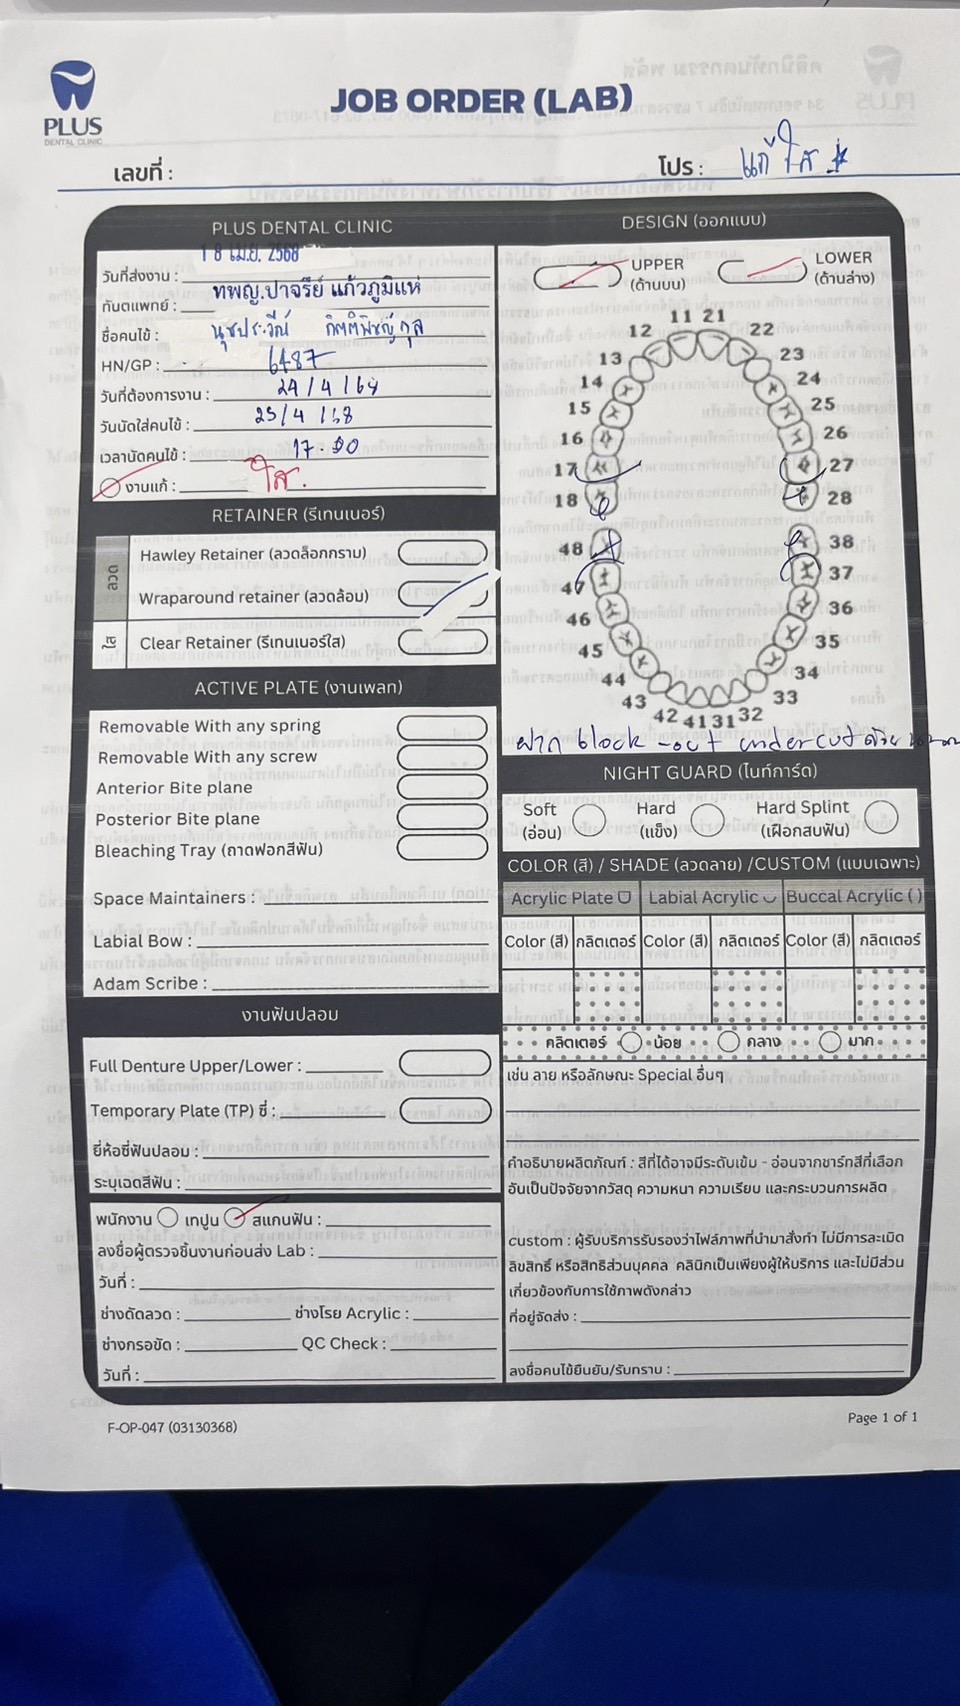 PLUS
DENTAL CLINIC
JOB ORDER (LAB)
เลขที่ :
โปร : แก้ ใส
PLUS DENTAL CLINIC
วันที่ส่งงาน : 18 เม.ย. 2568
ทันตแพทย์ : ทพญ.ปาจรีย์ แก้วภูมิแห่
ชื่อคนไข้ :
HN/GP : 6487
วันที่ต้องการงาน : 24/4/68
วันนัดใส่คนไข้ : 25/4/68
เวลานัดคนไข้ : 17.00
งานแก้ : ใส.
RETAINER (รีเทนเนอร์)
ลวด
Hawley Retainer (ลวดล็อกกราม)
Wraparound retainer (ลวดล้อม)
ใส
Clear Retainer (รีเทนเนอร์ใส)
ACTIVE PLATE (งานเพลท)
Removable With any spring
Removable With any screw
Anterior Bite plane
Posterior Bite plane
Bleaching Tray (ถาดฟอกสีฟัน)
Space Maintainers :
Labial Bow :
Adam Scribe :
งานฟันปลอม
Full Denture Upper/Lower :
Temporary Plate (TP) ซี่ :
ยี่ห้อซี่ฟันปลอม :
ระบุเฉดสีฟัน :
พนักงาน เทปูน สแกนฟัน :
ลงชื่อผู้ตรวจชิ้นงานก่อนส่ง Lab :
วันที่ :
ช่างดัดลวด : ช่างโรย Acrylic :
ช่างกรอขัด : QC Check :
วันที่ :
DESIGN (ออกแบบ)
UPPER (ด้านบน)
LOWER (ด้านล่าง)
11 21
12 22
13 23
14 24
15 25
16 26
17 27
18 28
48 38
47 37
46 36
45 35
44 34
43 33
42 41 31 32
ฝาก block-out undercut ด้วย
NIGHT GUARD (ไนท์การ์ด)
Soft (อ่อน)
Hard (แข็ง)
Hard Splint (เฝือกสบฟัน)
COLOR (สี) / SHADE (ลวดลาย) /CUSTOM (แบบเฉพาะ)
Acrylic Plate Labial Acrylic Buccal Acrylic ( )
Color (สี) กลิตเตอร์ Color (สี) กลิตเตอร์ Color (สี) กลิตเตอร์
กลิตเตอร์ น้อย กลาง มาก
เช่น ลาย หรือลักษณะ Special อื่นๆ
คำอธิบายผลิตภัณฑ์ : สีที่ได้อาจมีระดับเข้ม - อ่อนจากชาร์ทสีที่เลือก
อันเป็นปัจจัยจากวัสดุ ความหนา ความเรียบ และกระบวนการผลิต
custom : ผู้รับบริการรับรองว่าไฟล์ภาพที่นำมาสั่งทำ ไม่มีการละเมิด
ลิขสิทธิ์ หรือสิทธิส่วนบุคคล คลินิกเป็นเพียงผู้ให้บริการ และไม่มีส่วน
เกี่ยวข้องกับการใช้ภาพดังกล่าว
ที่อยู่จัดส่ง :
ลงชื่อคนไข้ยืนยัน/รับทราบ :
F-OP-047 (03130368)
Page 1 of 1